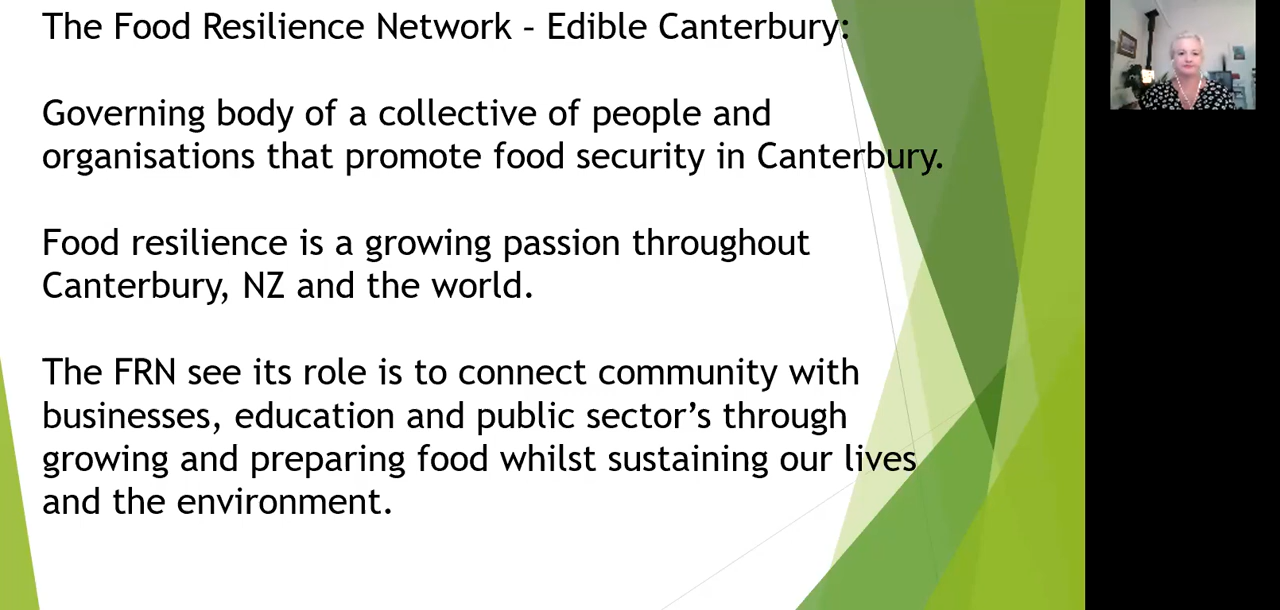 The Food Resilience Network – Edible Canterbury:
Governing body of a collective of people and
organisations that promote food security in Canterbury.
Food resilience is a growing passion throughout
Canterbury, NZ and the world.
The FRN see its role is to connect community with
businesses, education and public sector’s through
growing and preparing food whilst sustaining our lives
and the environment.